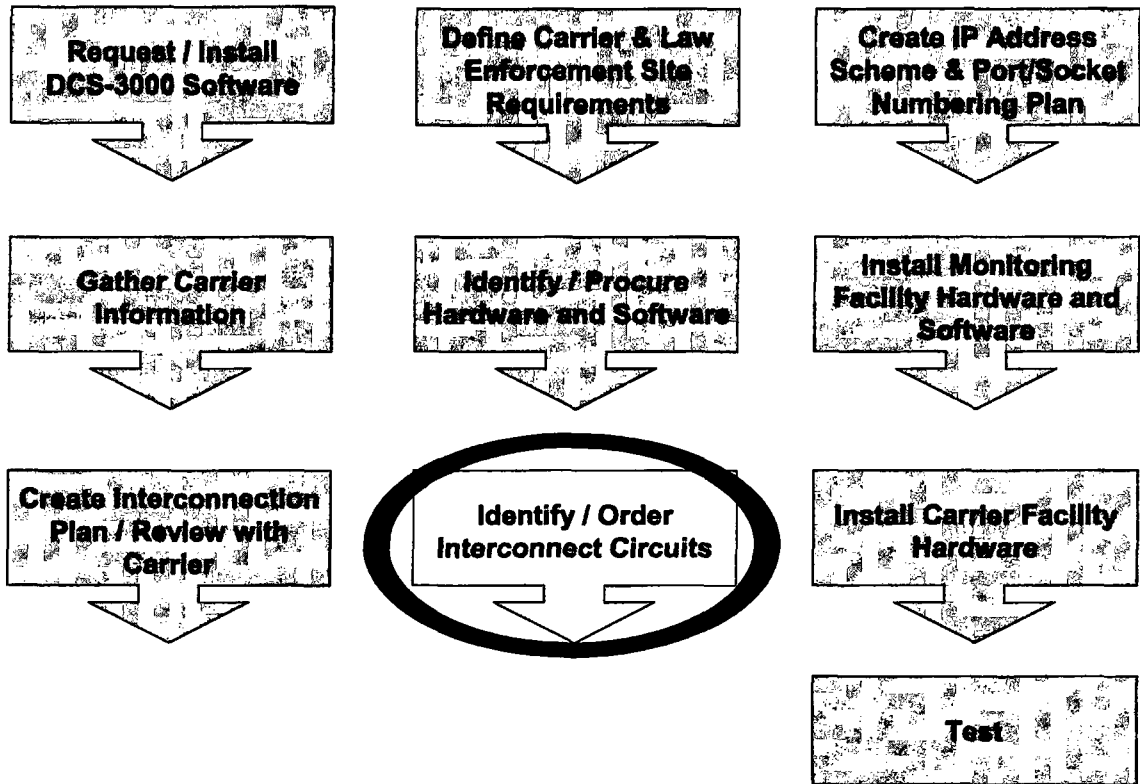 Request / Install
DCS-3000 Software
Gather Carrier
Information
Create Interconnection
Plan / Review with
Carrier
Define Carrier & Law
Enforcement Site
Requirements
Identify / Procure
Hardware and Software
Identify / Order
Interconnect Circuits
Create IP Address
Scheme & Port/Socket
Numbering Plan
Install Monitoring
Facility Hardware and
Software
Install Carrier Facility
Hardware
Test